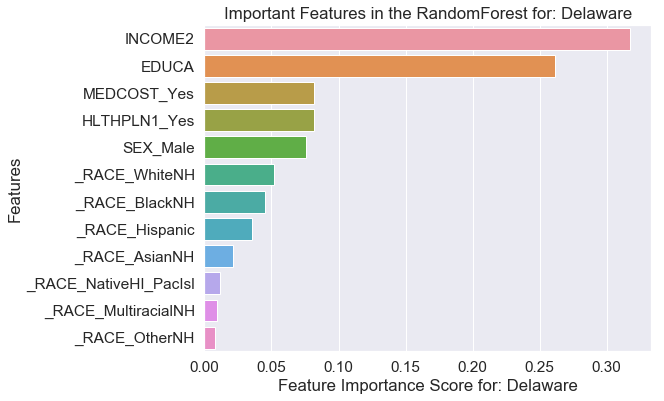 Important Features in the RandomForest for: Delaware
INCOME2
EDUCA
MEDCOST_Yes
HLTHPLN1_Yes
SEX_Male
_RACE_WhiteNH
_RACE_BlackNH
_RACE_Hispanic
_RACE_AsianNH
_RACE_NativeHI_PacIsl
_RACE_MultiracialNH
_RACE_OtherNH
Features
0.00 0.05 0.10 0.15 0.20 0.25 0.30
Feature Importance Score for: Delaware